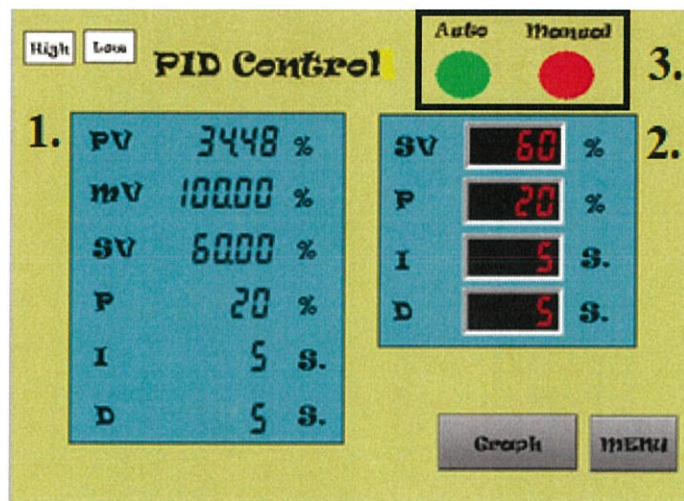 High Low
PID Control
Auto Manual
3.
1.
PV 34.48 %
MV 100.00 %
SV 60.00 %
P 20 %
I 5 S.
D 5 S.
2.
SV 60 %
P 20 %
I 5 S.
D 5 S.
Graph MENU